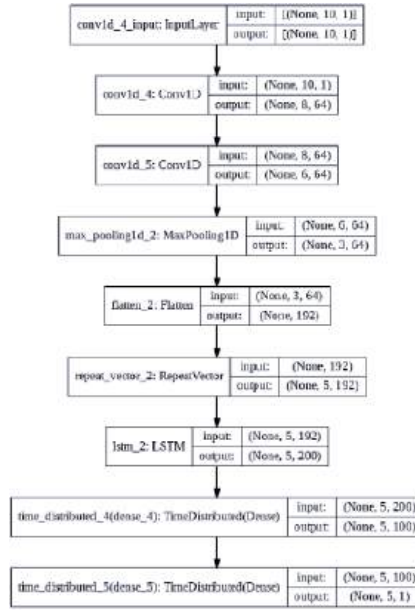 conv1d_4_input: InputLayer input: [(None, 10, 1)]
output: [(None, 10, 1)]
conv1d_4: Conv1D input: (None, 10, 1)
output: (None, 8, 64)
conv1d_5: Conv1D input: (None, 8, 64)
output: (None, 6, 64)
max_pooling1d_2: MaxPooling1D input: (None, 6, 64)
output: (None, 3, 64)
flatten_2: Flatten input: (None, 3, 64)
output: (None, 192)
repeat_vector_2: RepeatVector input: (None, 192)
output: (None, 5, 192)
lstm_2: LSTM input: (None, 5, 192)
output: (None, 5, 200)
time_distributed_4(dense_4): TimeDistributed(Dense) input: (None, 5, 200)
output: (None, 5, 100)
time_distributed_5(dense_5): TimeDistributed(Dense) input: (None, 5, 100)
output: (None, 5, 1)